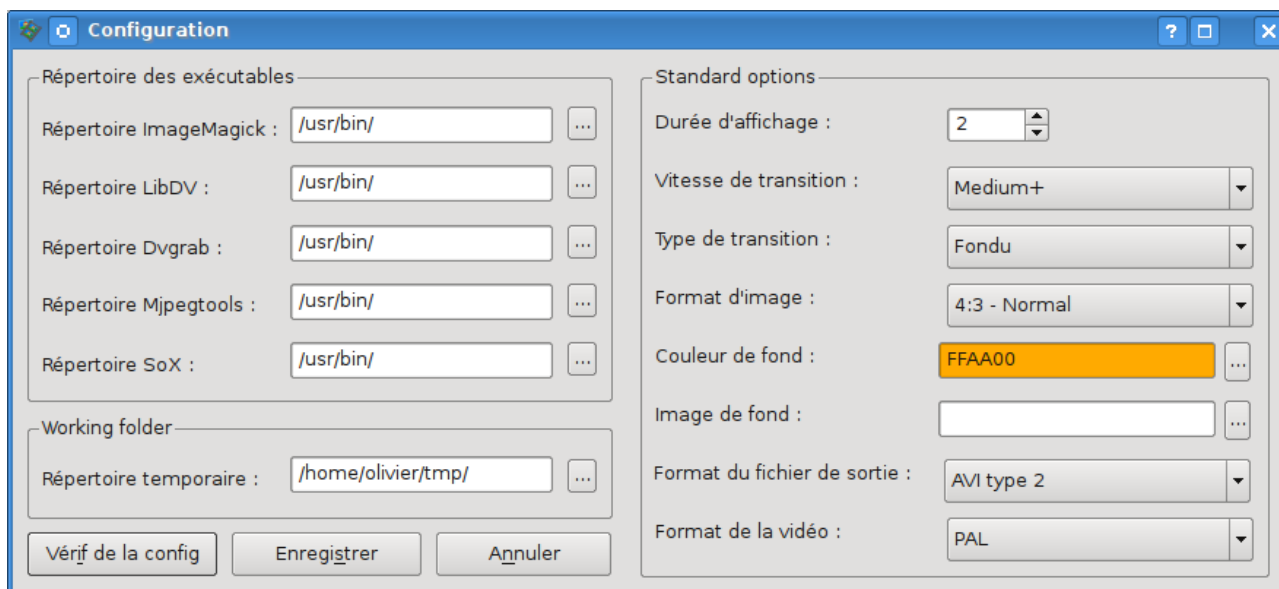 Configuration
Répertoire des exécutables
Répertoire ImageMagick : /usr/bin/ ...
Répertoire LibDV : /usr/bin/ ...
Répertoire Dvgrab : /usr/bin/ ...
Répertoire Mjpegtools : /usr/bin/ ...
Répertoire SoX : /usr/bin/ ...
Working folder
Répertoire temporaire : /home/olivier/tmp/ ...
Vérif de la config Enregistrer Annuler
Standard options
Durée d'affichage : 2
Vitesse de transition : Medium+
Type de transition : Fondu
Format d'image : 4:3 - Normal
Couleur de fond : FFAA00 ...
Image de fond : ...
Format du fichier de sortie : AVI type 2
Format de la vidéo : PAL